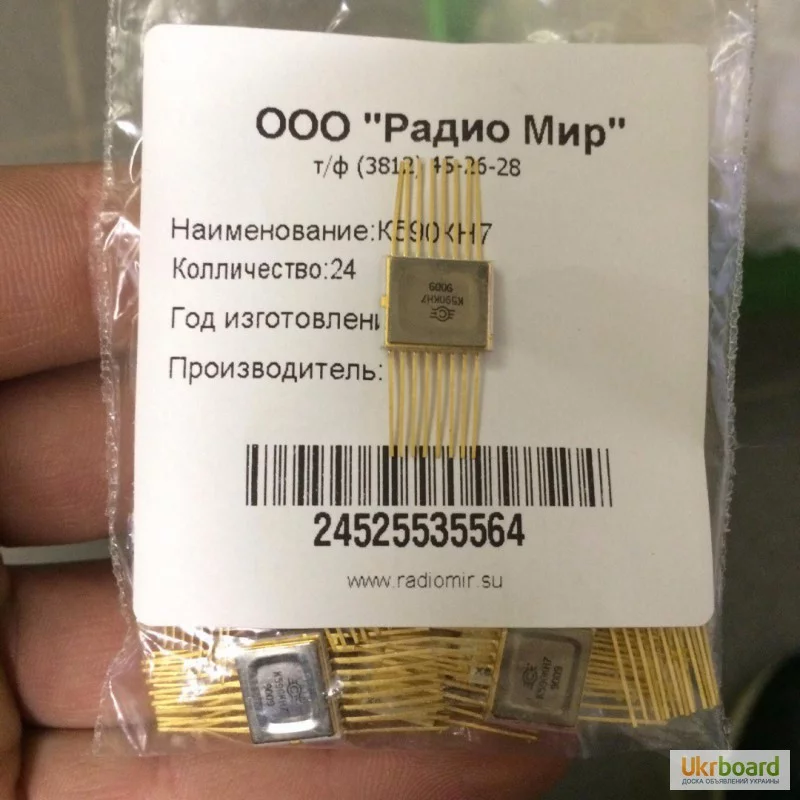 ООО "Радио Мир"
т/ф (3812) 45-26-28
Наименование:К590КН7
Колличество:24
Год изготовлени
Производитель:
К590КН7
9009
24525535564
www.radiomir.su
К590КН7
Ukrboard
ДОСКА ОБЪЯВЛЕНИЙ УКРАИНЫ